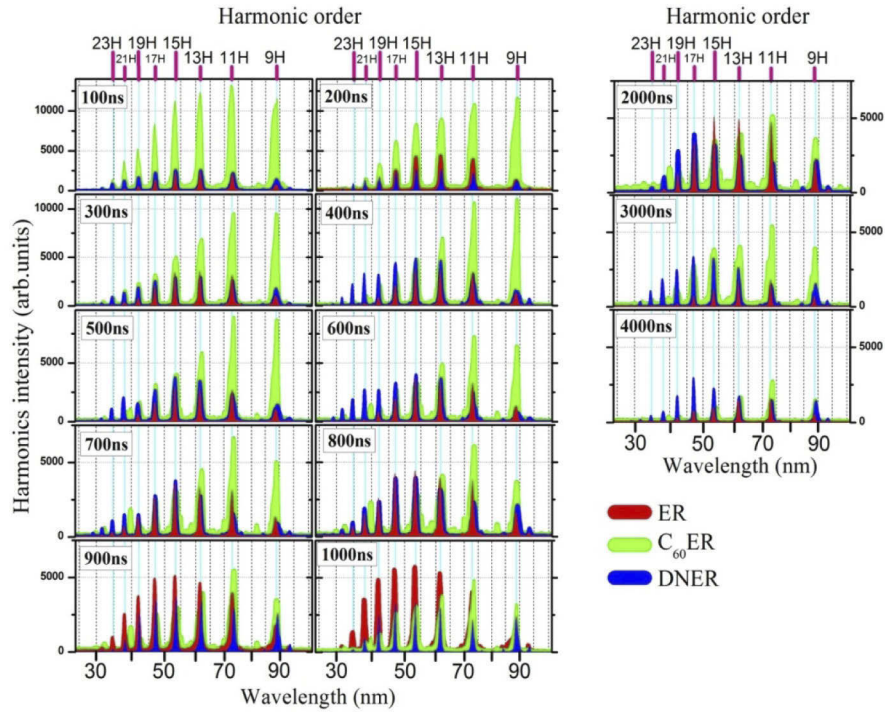 Harmonic order
Harmonic order
23H 21H 19H 17H 15H 13H 11H 9H
23H 21H 19H 17H 15H 13H 11H 9H
23H 21H 19H 17H 15H 13H 11H 9H
Harmonics intensity (arb.units)
100ns
200ns
10000
5000
0
300ns
400ns
10000
5000
0
500ns
600ns
5000
0
700ns
800ns
5000
0
900ns
1000ns
5000
0
30 50 70 90
30 50 70 90
Wavelength (nm)
2000ns
5000
0
3000ns
5000
0
4000ns
5000
0
30 50 70 90
Wavelength (nm)
ER
C60ER
DNER